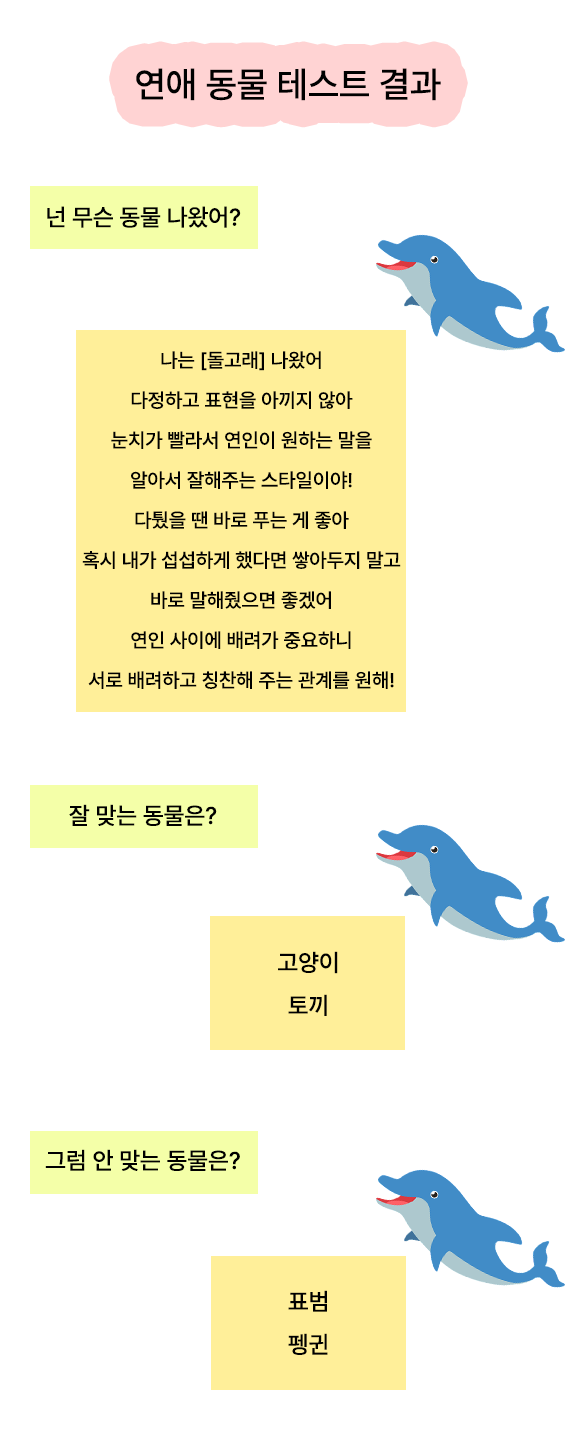 연애 동물 테스트 결과
넌 무슨 동물 나왔어?
나는 [돌고래] 나왔어
다정하고 표현을 아끼지 않아
눈치가 빨라서 연인이 원하는 말을
알아서 잘해주는 스타일이야!
다퉜을 땐 바로 푸는 게 좋아
혹시 내가 섭섭하게 했다면 쌓아두지 말고
바로 말해줬으면 좋겠어
연인 사이에 배려가 중요하니
서로 배려하고 칭찬해 주는 관계를 원해!
잘 맞는 동물은?
고양이
토끼
그럼 안 맞는 동물은?
표범
펭귄